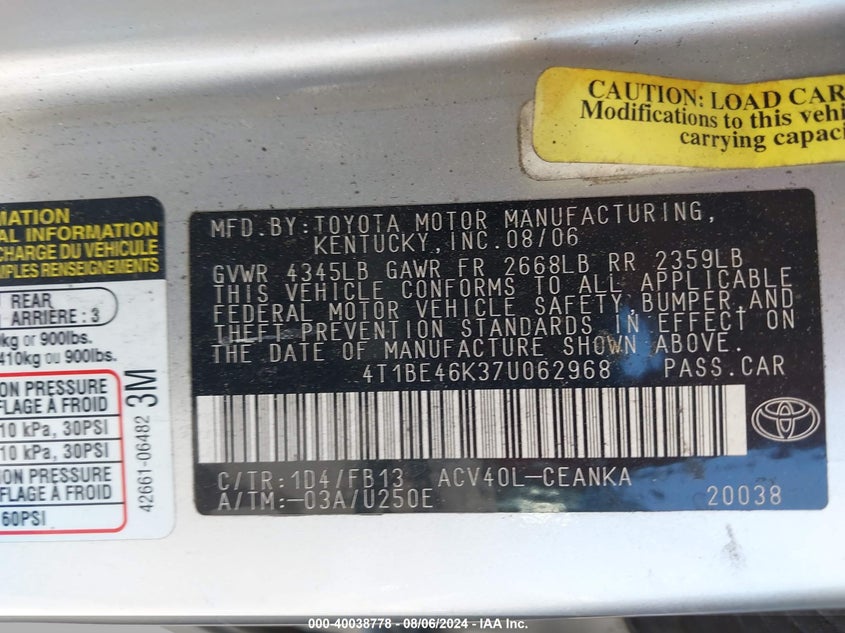 CAUTION: LOAD CAR
Modifications to this vehi
carrying capaci
MATION
AL INFORMATION
CHARGE DU VÉHICULE
MPLES RENSEIGNEMENTS
REAR
ARRIÈRE : 3
kg or 900lbs.
410kg ou 900lbs.
ON PRESSURE
FLAGE À FROID
10 kPa, 30PSI
10 kPa, 30PSI
ON PRESSURE
FLAGE À FROID
60PSI
42661-06482 3M
MFD.BY:TOYOTA MOTOR MANUFACTURING,
KENTUCKY,INC.08/06
GVWR 4345LB GAWR FR 2668LB RR 2359LB
THIS VEHICLE CONFORMS TO ALL APPLICABLE
FEDERAL MOTOR VEHICLE SAFETY,BUMPER,AND
THEFT PREVENTION STANDARDS IN EFFECT ON
THE DATE OF MANUFACTURE SHOWN ABOVE.
4T1BE46K37U062968 PASS.CAR
TOYOTA
C/TR:1D4/FB13 ACV40L-CEANKA
A/TM:-03A/U250E 20038
000-40038778 - 08/06/2024 - IAA Inc.